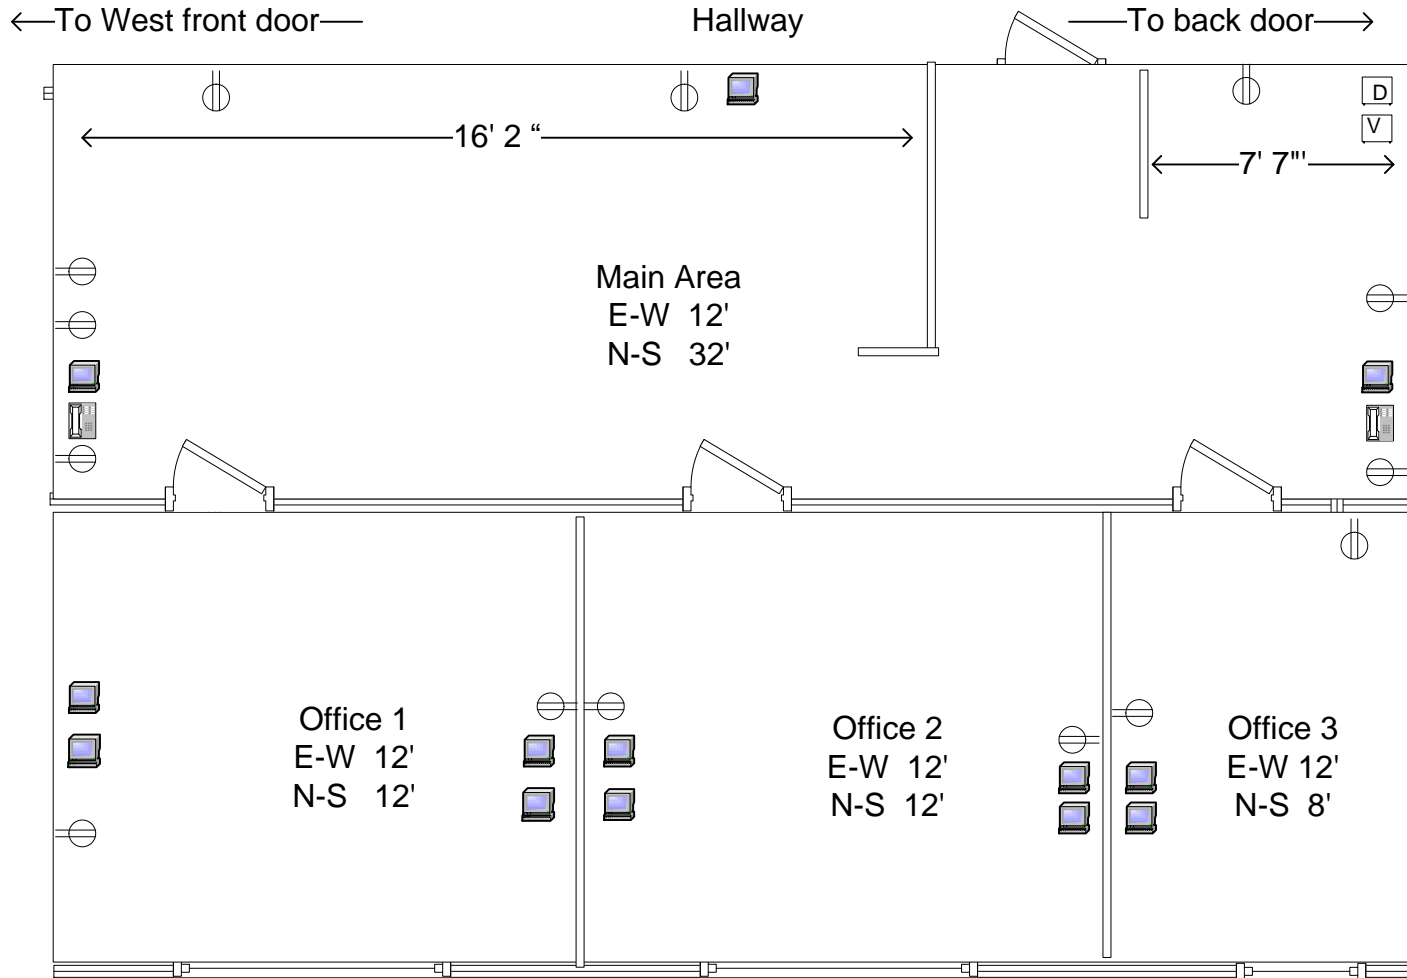 To West front door
Hallway
To back door
D
V
16' 2 “
7' 7"'
Main Area
E-W 12'
N-S 32'
Office 1
E-W 12'
N-S 12'
Office 2
E-W 12'
N-S 12'
Office 3
E-W 12'
N-S 8'